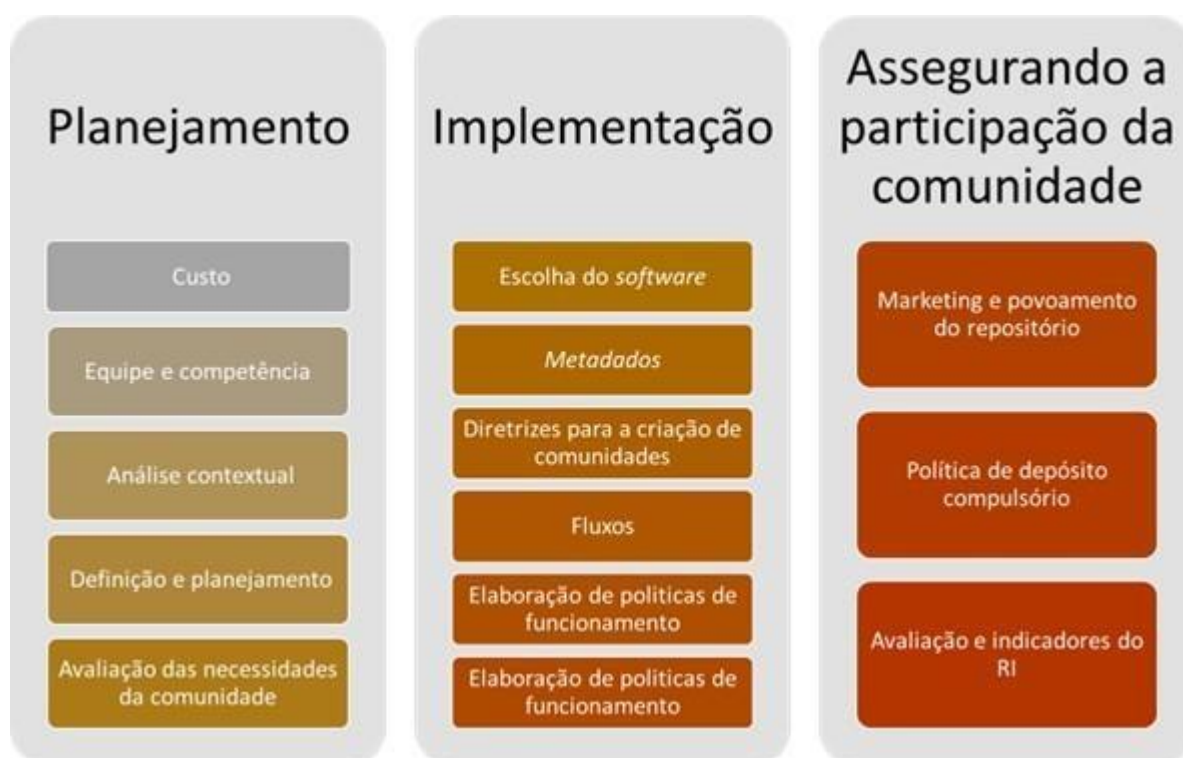 Planejamento
Custo
Equipe e competência
Análise contextual
Definição e planejamento
Avaliação das necessidades
da comunidade
Implementação
Escolha do software
Metadados
Diretrizes para a criação de
comunidades
Fluxos
Elaboração de politicas de
funcionamento
Elaboração de politicas de
funcionamento
Assegurando a
participação da
comunidade
Marketing e povoamento
do repositório
Política de depósito
compulsório
Avaliação e indicadores do
RI